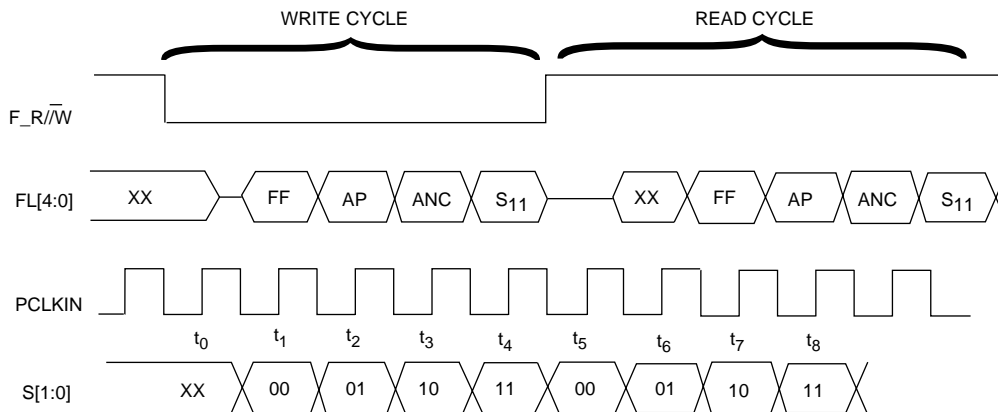 WRITE CYCLE READ CYCLE
F_R//W̅
FL[4:0] XX FF AP ANC S11 XX FF AP ANC S11
PCLKIN
t0 t1 t2 t3 t4 t5 t6 t7 t8
S[1:0] XX 00 01 10 11 00 01 10 11